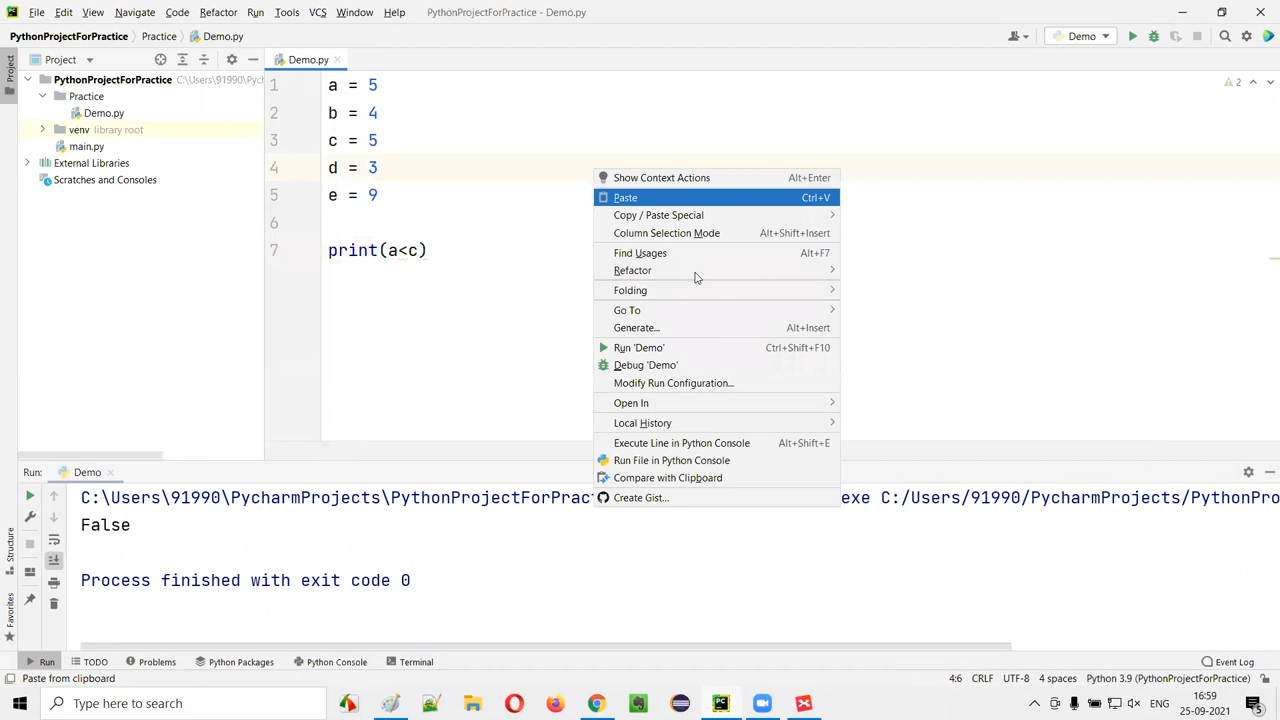 File Edit View Navigate Code Refactor Run Tools VCS Window Help PythonProjectForPractice - Demo.py
PythonProjectForPractice Practice Demo.py Demo
Project
Demo.py
Project
PythonProjectForPractice C:\Users\91990\Pych
Practice
Demo.py
venv library root
main.py
External Libraries
Scratches and Consoles
1 a = 5
2 b = 4
3 c = 5
4 d = 3
5 e = 9
6
7 print(a<c)
2
Show Context Actions Alt+Enter
Paste Ctrl+V
Copy / Paste Special
Column Selection Mode Alt+Shift+Insert
Find Usages Alt+F7
Refactor
Folding
Go To
Generate... Alt+Insert
Run 'Demo' Ctrl+Shift+F10
Debug 'Demo'
Modify Run Configuration...
Open In
Local History
Execute Line in Python Console Alt+Shift+E
Run File in Python Console
Compare with Clipboard
Create Gist...
Run: Demo
C:\Users\91990\PycharmProjects\PythonProjectForPrac exe C:/Users/91990/PycharmProjects/PythonPro
False
Process finished with exit code 0
Structure
Favorites
Run TODO Problems Python Packages Python Console Terminal Event Log
Paste from clipboard 4:6 CRLF UTF-8 4 spaces Python 3.9 (PythonProjectForPractice)
Type here to search ENG 16:59
25-09-2021
5